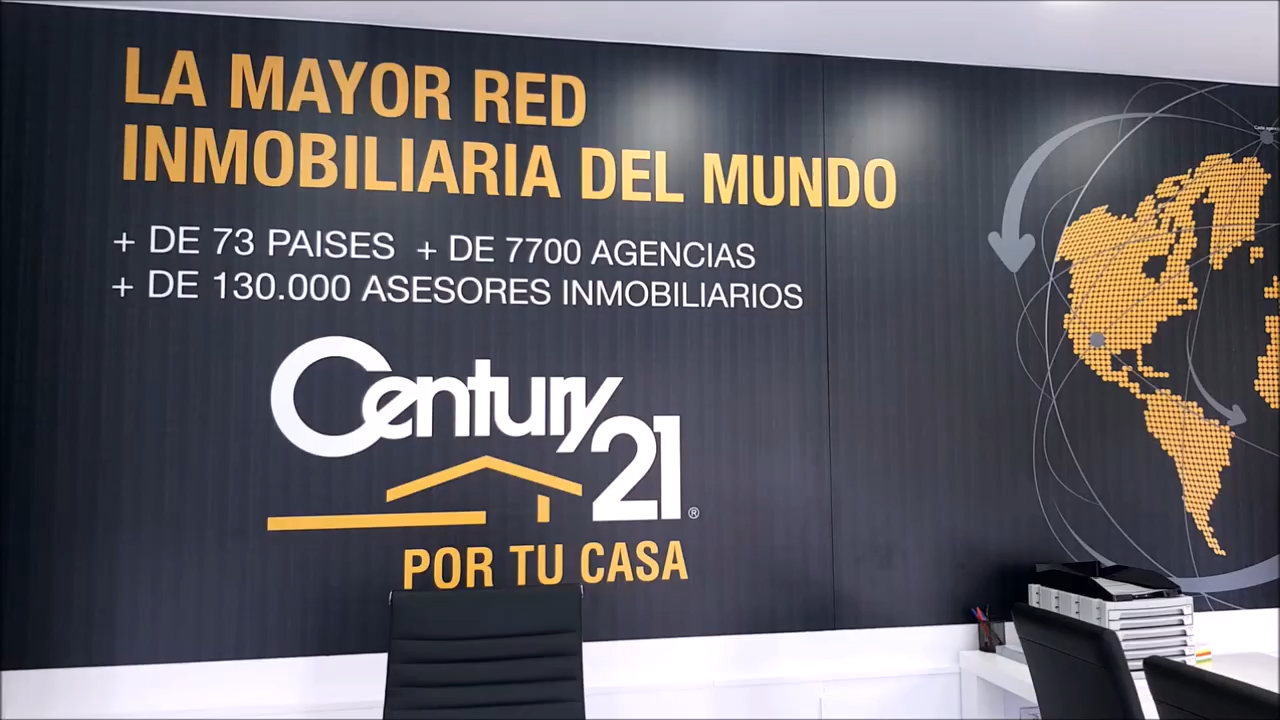 LA MAYOR RED
INMOBILIARIA DEL MUNDO
+ DE 73 PAISES + DE 7700 AGENCIAS
+ DE 130.000 ASESORES INMOBILIARIOS
Century
21®
POR TU CASA